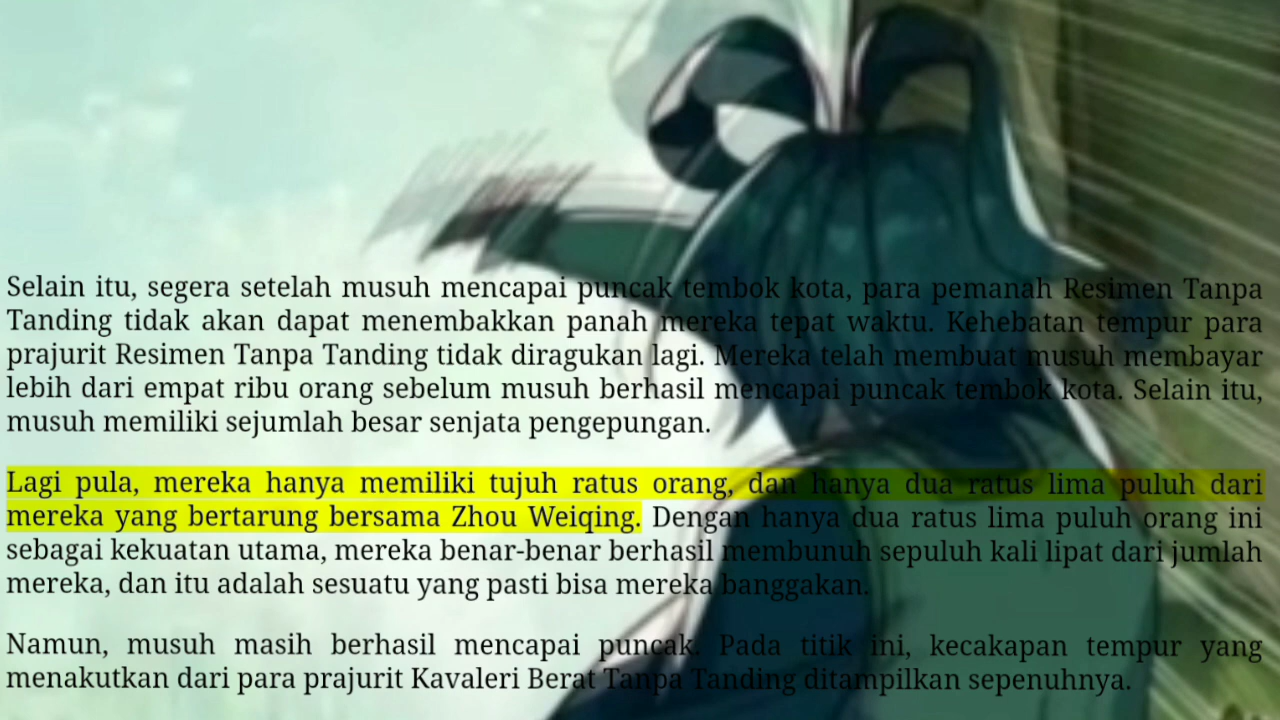 Selain itu, segera setelah musuh mencapai puncak tembok kota, para pemanah Resimen Tanpa
Tanding tidak akan dapat menembakkan panah mereka tepat waktu. Kehebatan tempur para
prajurit Resimen Tanpa Tanding tidak diragukan lagi. Mereka telah membuat musuh membayar
lebih dari empat ribu orang sebelum musuh berhasil mencapai puncak tembok kota. Selain itu,
musuh memiliki sejumlah besar senjata pengepungan.
Lagi pula, mereka hanya memiliki tujuh ratus orang, dan hanya dua ratus lima puluh dari
mereka yang bertarung bersama Zhou Weiqing. Dengan hanya dua ratus lima puluh orang ini
sebagai kekuatan utama, mereka benar-benar berhasil membunuh sepuluh kali lipat dari jumlah
mereka, dan itu adalah sesuatu yang pasti bisa mereka banggakan.
Namun, musuh masih berhasil mencapai puncak. Pada titik ini, kecakapan tempur yang
menakutkan dari para prajurit Kavaleri Berat Tanpa Tanding ditampilkan sepenuhnya.